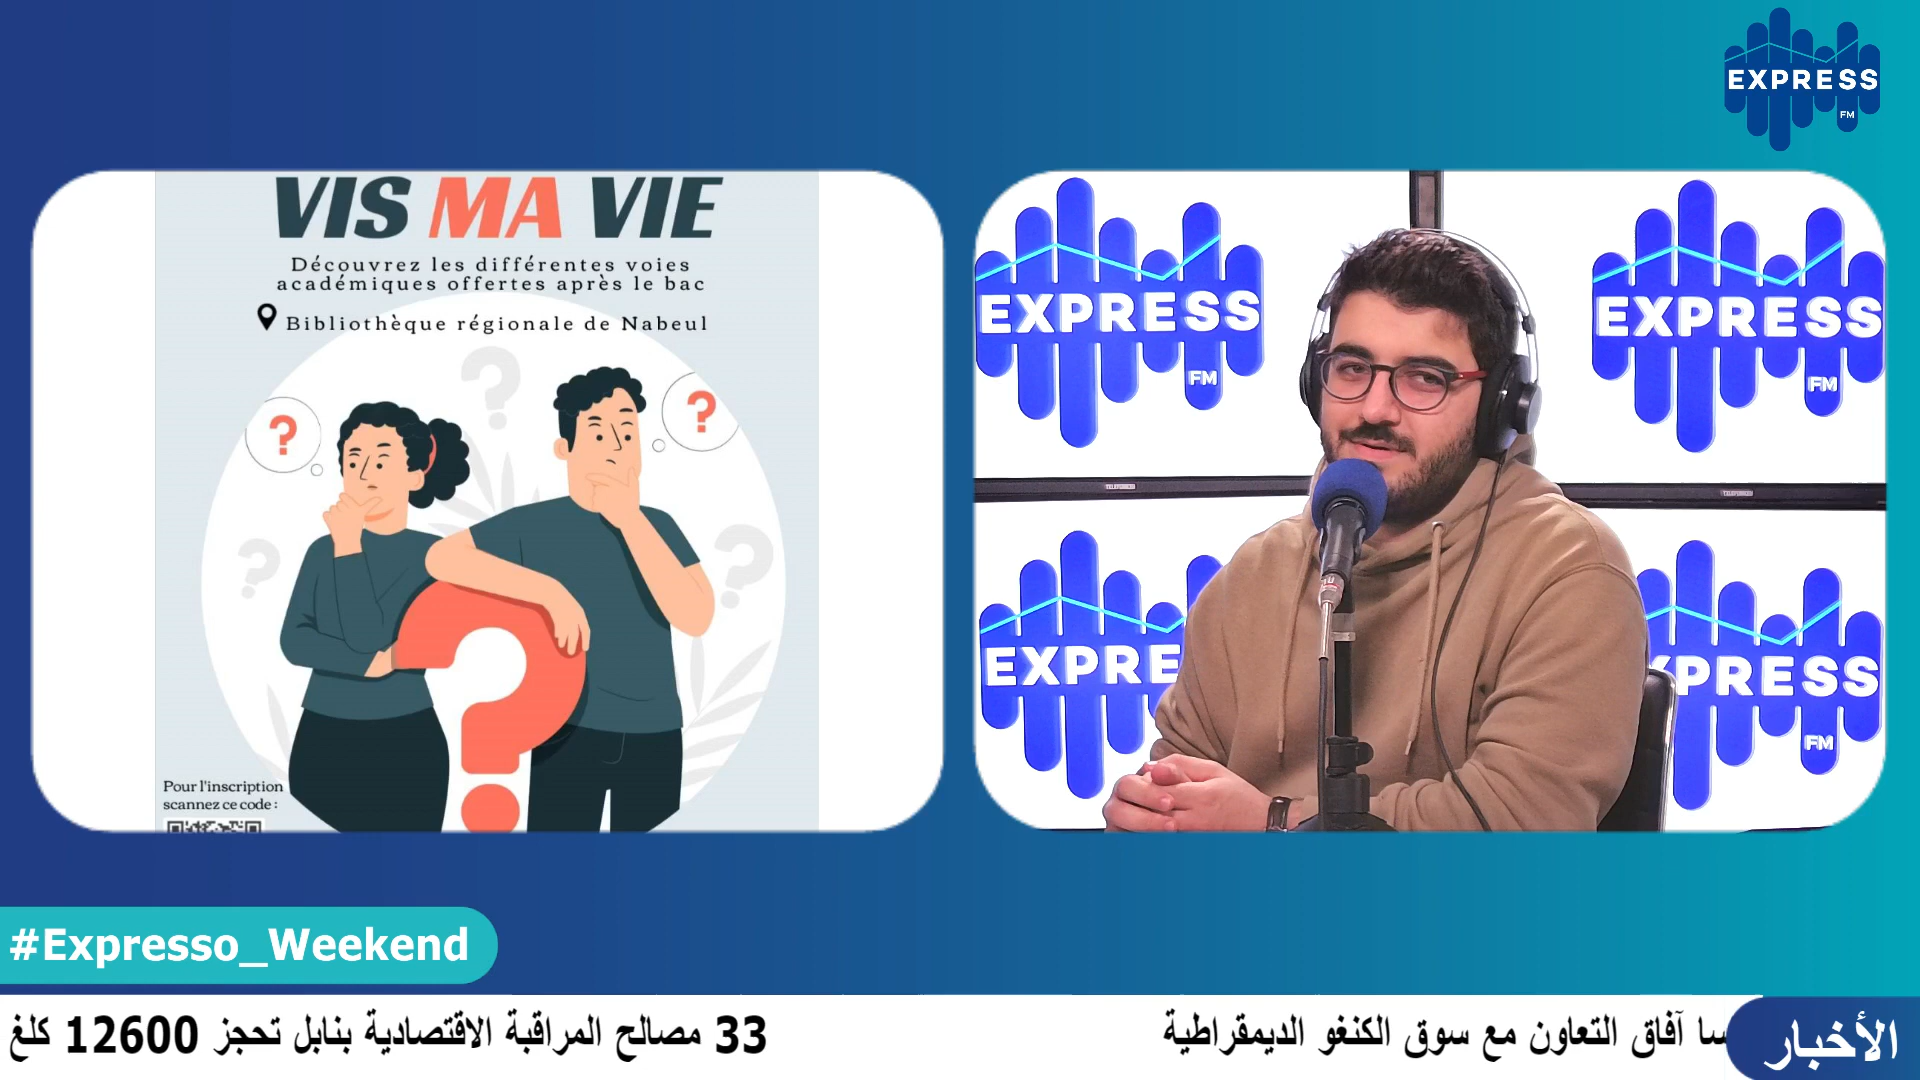 EXPRESS
FM
VIS MA VIE
Découvrez les différentes voies
académiques offertes après le bac
Bibliothèque régionale de Nabeul
?
?
?
?
?
?
Pour l'inscription
scannez ce code :
EXPRESS
FM
EXPRESS
FM
EXPRE
PRESS
FM
#Expresso_Weekend
الأخبار
سا آفاق التعاون مع سوق الكنغو الديمقراطية
33 مصالح المراقبة الاقتصادية بنابل تحجز 12600 كلغ